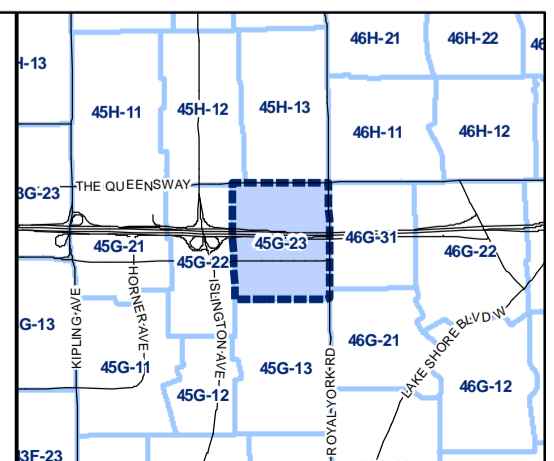 46H-21
46H-22
46
H-13
45H-11
45H-12
45H-13
46H-11
46H-12
3G-23
THE QUEENSWAY
45G-21
45G-22
45G-23
46G-31
46G-22
G-13
KIPLING AVE
HORNER AVE
ISLINGTON AVE
ROYAL YORK RD
LAKE SHORE BLVD W
45G-11
45G-12
45G-13
46G-21
46G-12
3F-23